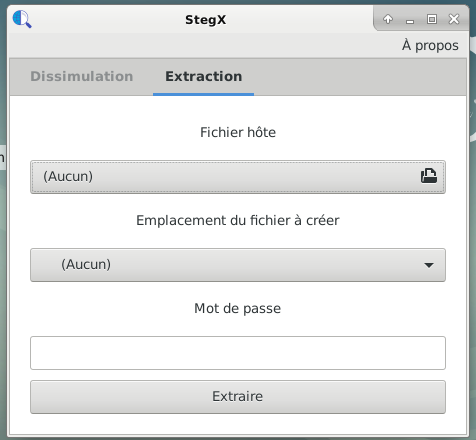 StegX
À propos
Dissimulation Extraction
Fichier hôte
(Aucun)
Emplacement du fichier à créer
(Aucun)
Mot de passe
Extraire